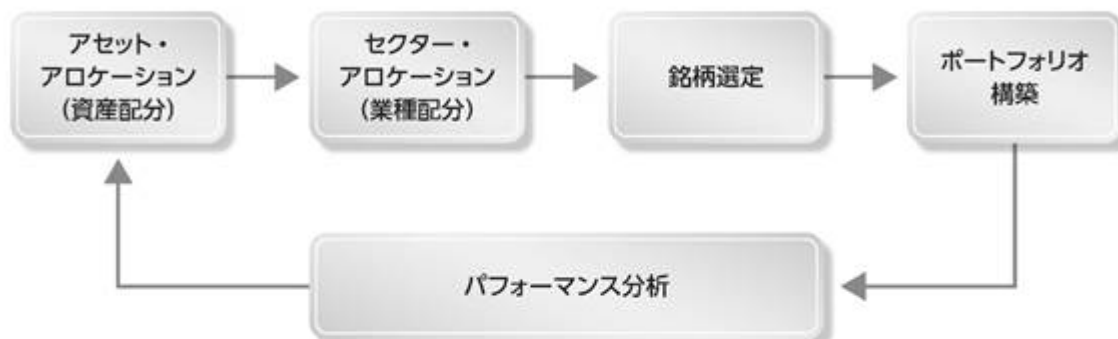 アセット・
アロケーション
(資産配分)
セクター・
アロケーション
(業種配分)
銘柄選定
ポートフォリオ
構築
パフォーマンス分析